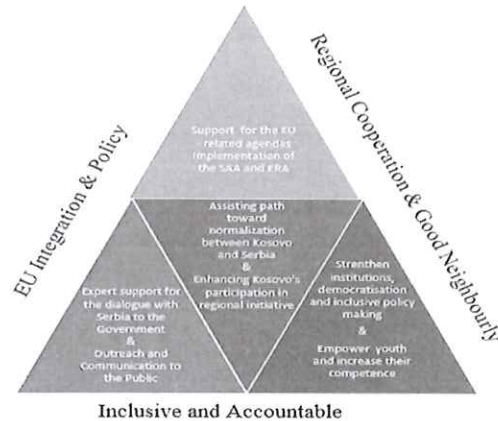 EU Integration & Policy
Regional Cooperation & Good Neighbourly
Support for the EU
- related agendas
implementation of
the SAA and ERA
Assisting path
toward
normalization
between Kosovo
and Serbia
&
Enhancing Kosovo's
participation in
regional initiative
Expert support for
the dialogue with
Serbia to the
Government
&
Outreach and
Communication to
the Public
Strenhten
institutions,
democratisation
and inclusive policy
making
&
Empower youth
and increase their
competence
Inclusive and Accountable